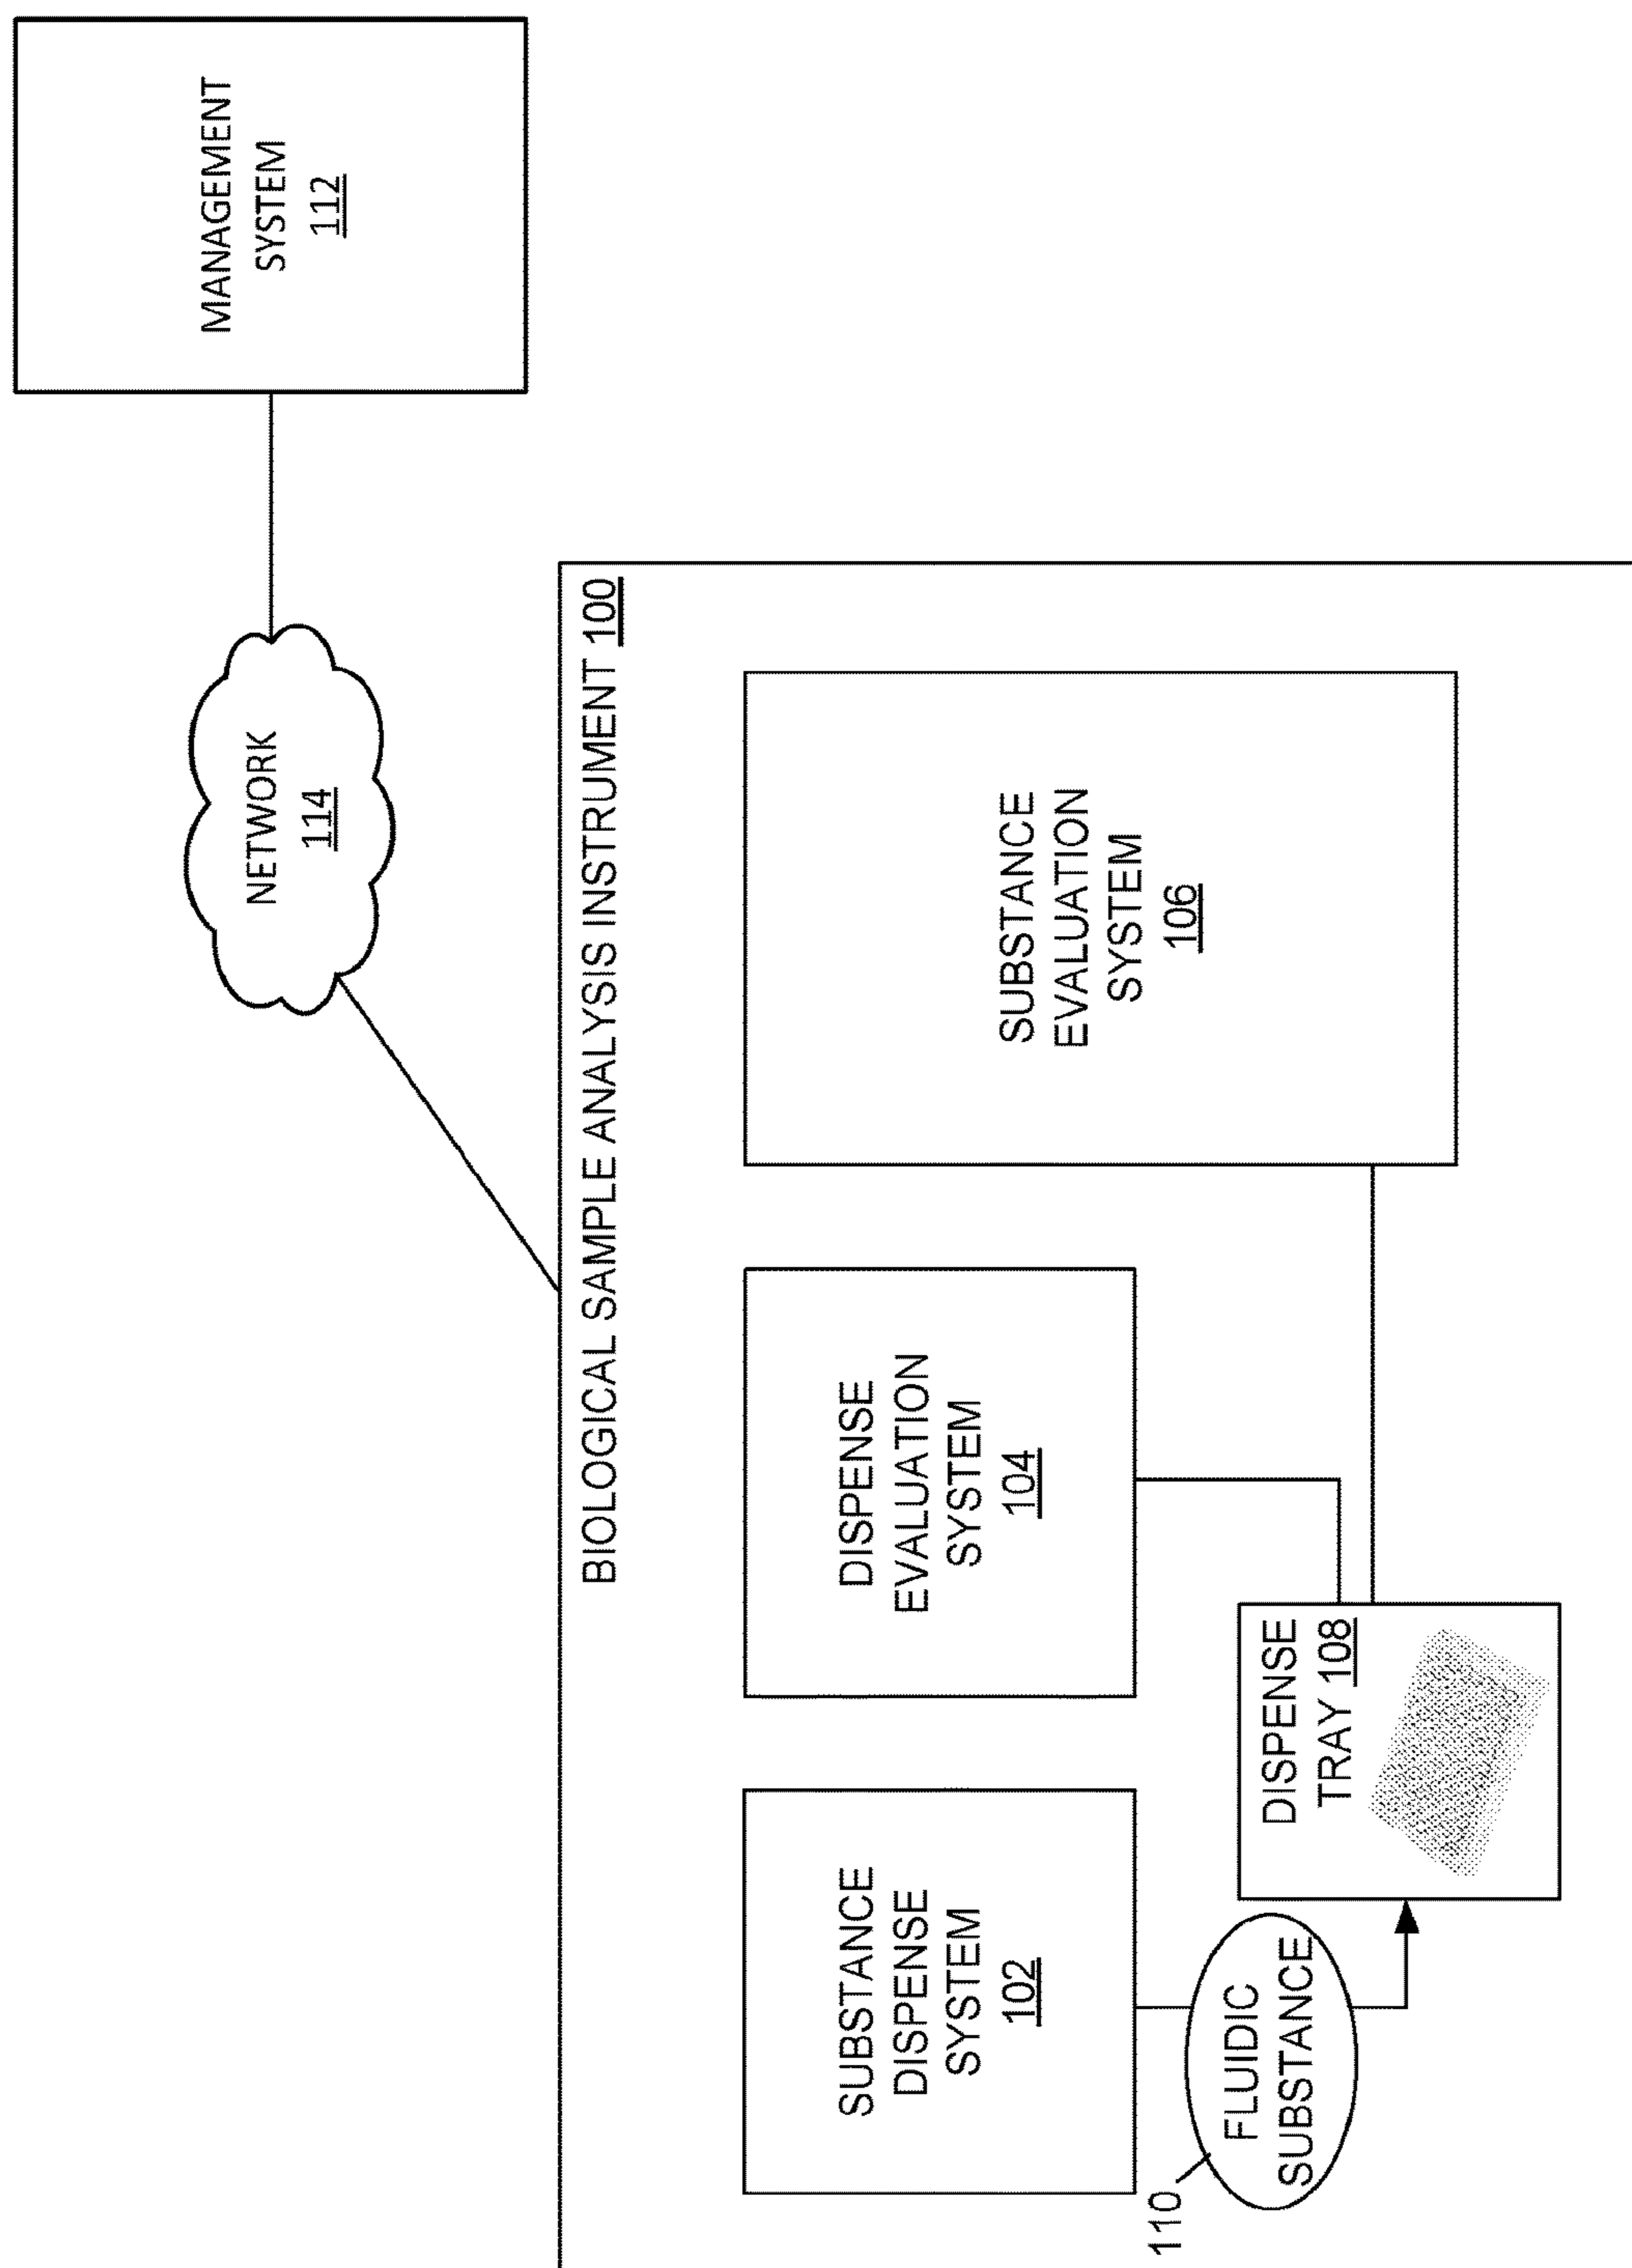 MANAGEMENT
SYSTEM
112
NETWORK
114
BIOLOGICAL SAMPLE ANALYSIS INSTRUMENT 100
SUBSTANCE
DISPENSE
SYSTEM
102
DISPENSE
EVALUATION
SYSTEM
104
SUBSTANCE
EVALUATION
SYSTEM
106
110
FLUIDIC
SUBSTANCE
DISPENSE
TRAY 108